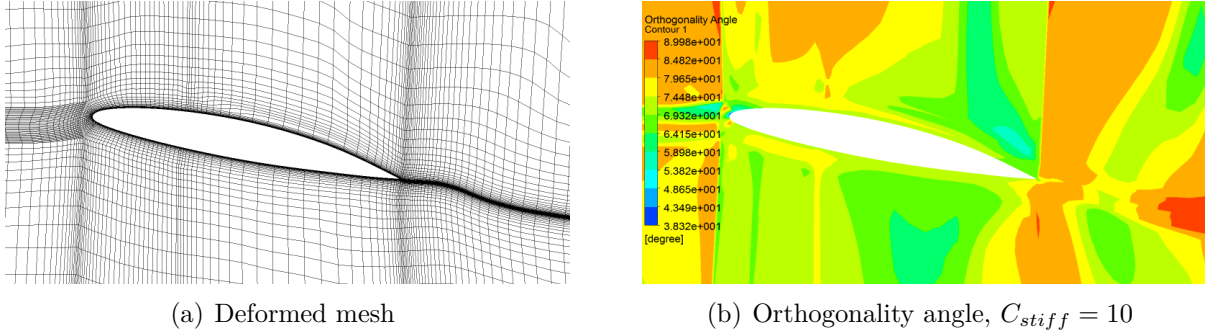 Orthogonality Angle
Contour 1
8.998e+001
8.482e+001
7.965e+001
7.448e+001
6.932e+001
6.415e+001
5.898e+001
5.382e+001
4.865e+001
4.349e+001
3.832e+001
[degree]
(a) Deformed mesh
(b) Orthogonality angle, C_{stiff} = 10